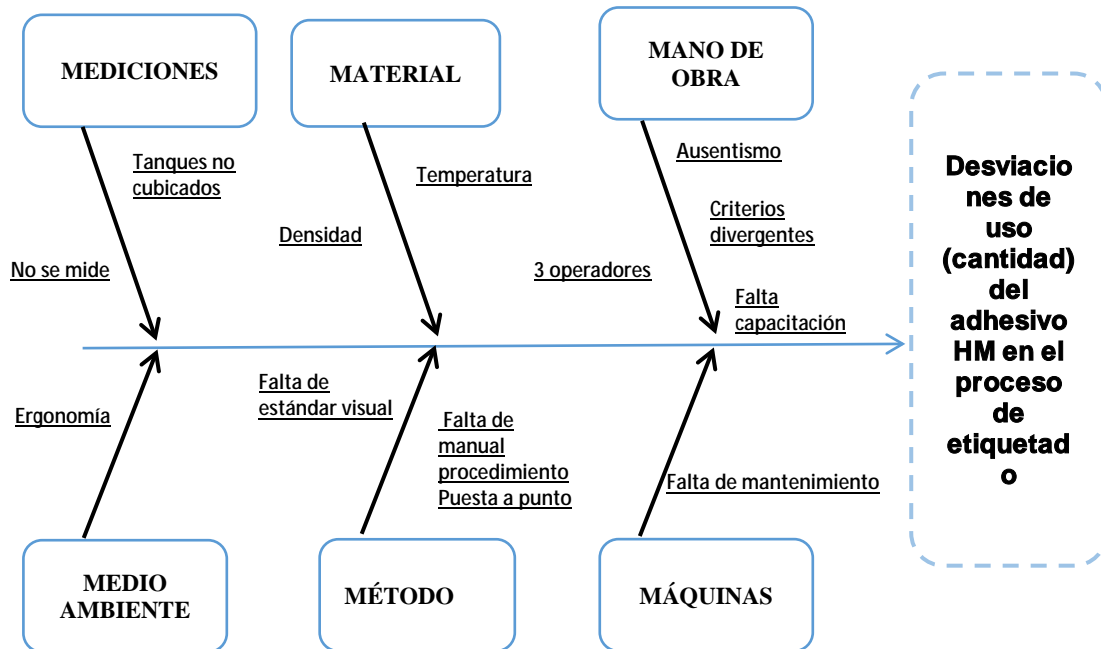 MEDICIONES
MATERIAL
MANO DE
OBRA
Tanques no
cubicados
No se mide
Temperatura
Densidad
Ausentismo
Criterios
divergentes
3 operadores
Falta
capacitación
Desviacio
nes de
uso
(cantidad)
del
adhesivo
HM en el
proceso
de
etiquetad
o
Ergonomía
Falta de
estándar visual
Falta de
manual
procedimiento
Puesta a punto
Falta de mantenimiento
MEDIO
AMBIENTE
MÉTODO
MÁQUINAS